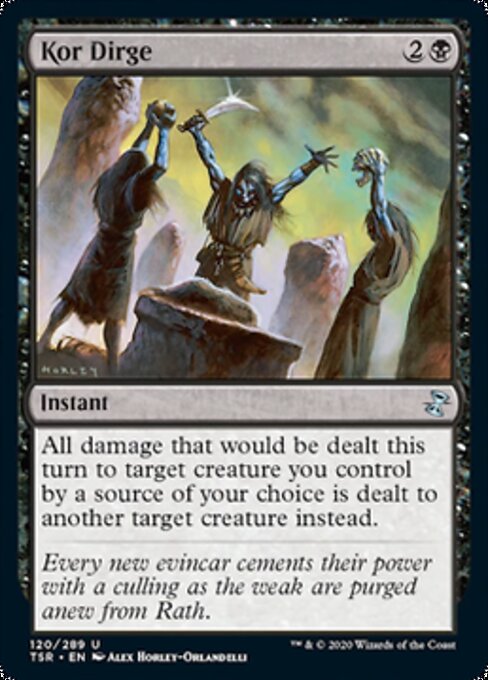 Kor Dirge 2
HORLEY
Instant
All damage that would be dealt this
turn to target creature you control
by a source of your choice is dealt to
another target creature instead.
Every new evincar cements their power
with a culling as the weak are purged
anew from Rath.
120/289 U
TSR • EN Alex Horley-Orlandelli
™ & © 2020 Wizards of the Coast